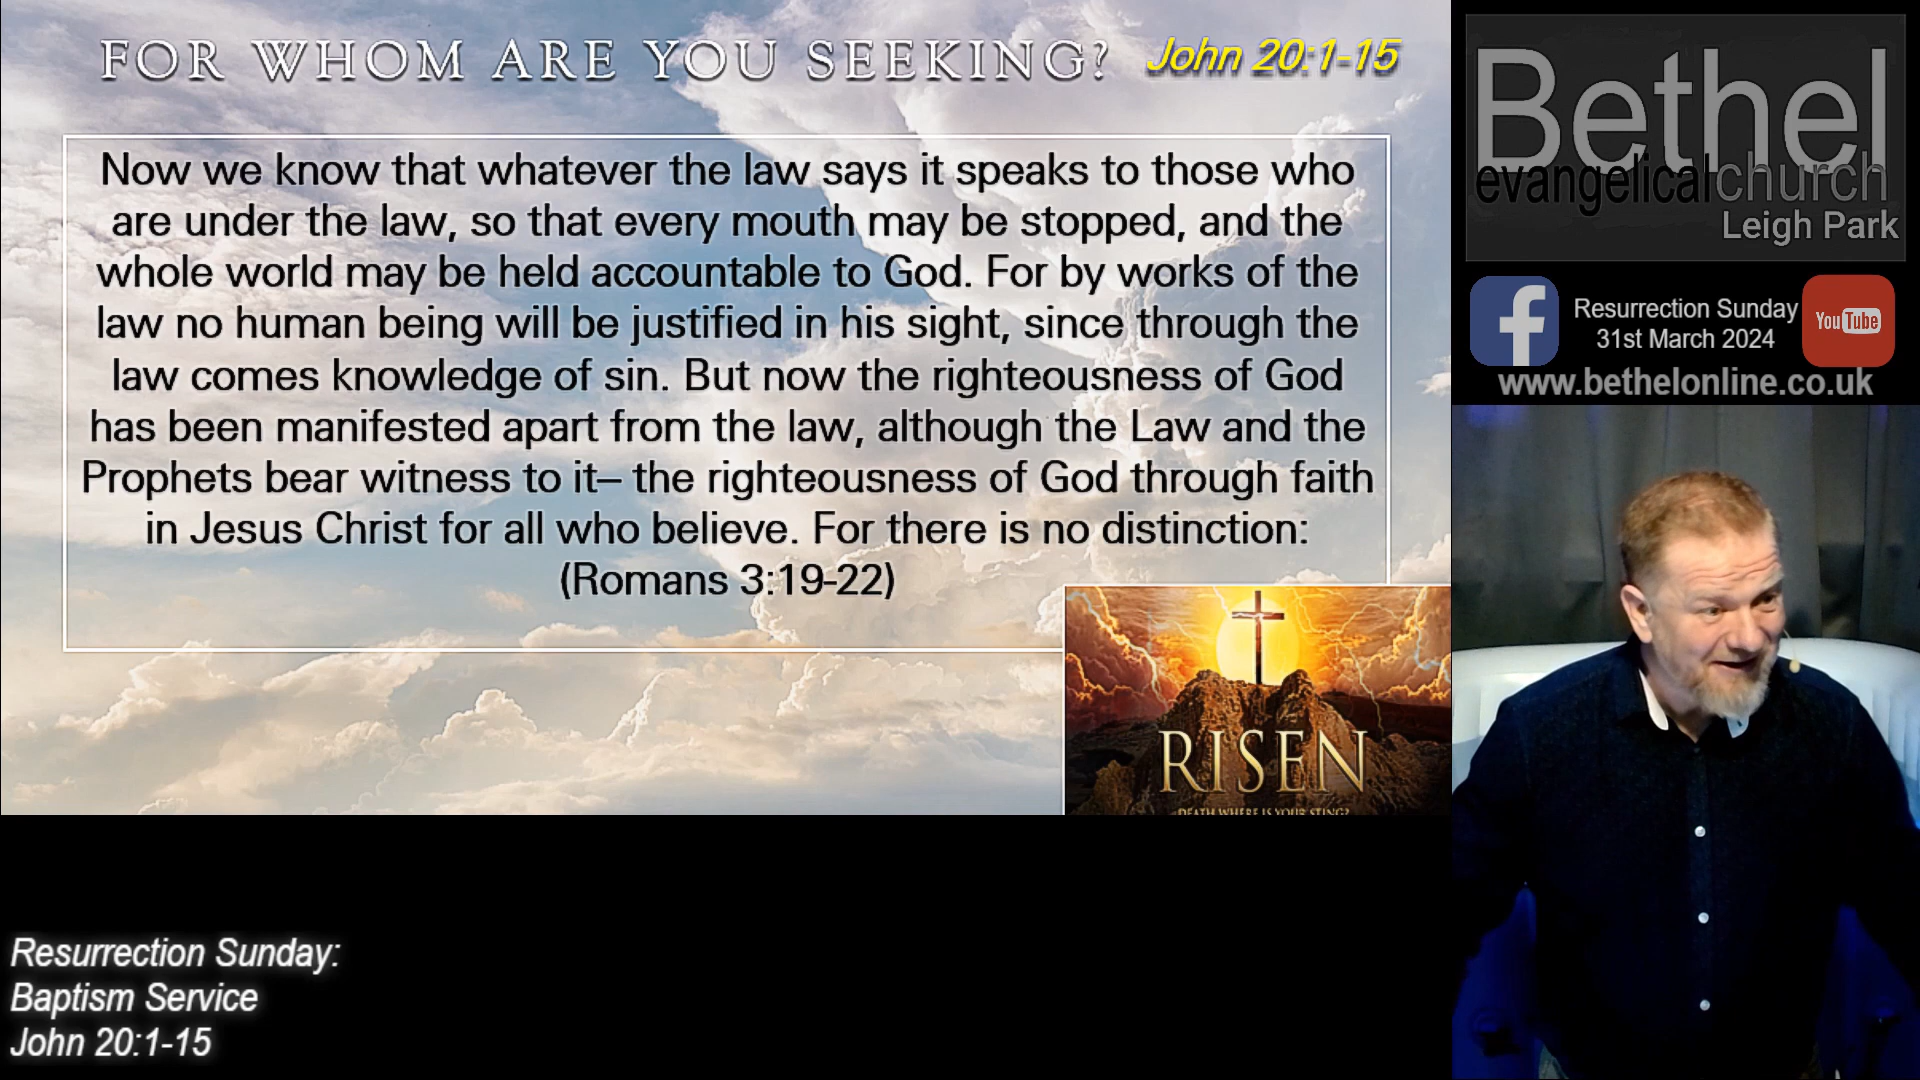 FOR WHOM ARE YOU SEEKING? John 20:1-15
Now we know that whatever the law says it speaks to those who
are under the law, so that every mouth may be stopped, and the
whole world may be held accountable to God. For by works of the
law no human being will be justified in his sight, since through the
law comes knowledge of sin. But now the righteousness of God
has been manifested apart from the law, although the Law and the
Prophets bear witness to it– the righteousness of God through faith
in Jesus Christ for all who believe. For there is no distinction:
(Romans 3:19-22)
RISEN
DEATH WHERE IS YOUR STING?
Bethel
evangelicalchurch
Leigh Park
f
Resurrection Sunday
31st March 2024
YouTube
www.bethelonline.co.uk
Resurrection Sunday:
Baptism Service
John 20:1-15